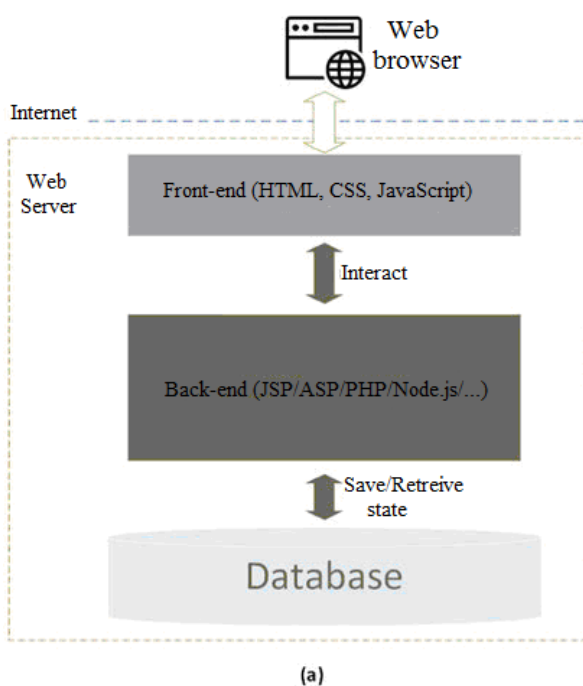 Web
browser
Internet
Web
Server
Front-end (HTML, CSS, JavaScript)
Interact
Back-end (JSP/ASP/PHP/Node.js/...)
Save/Retreive
state
Database
(a)